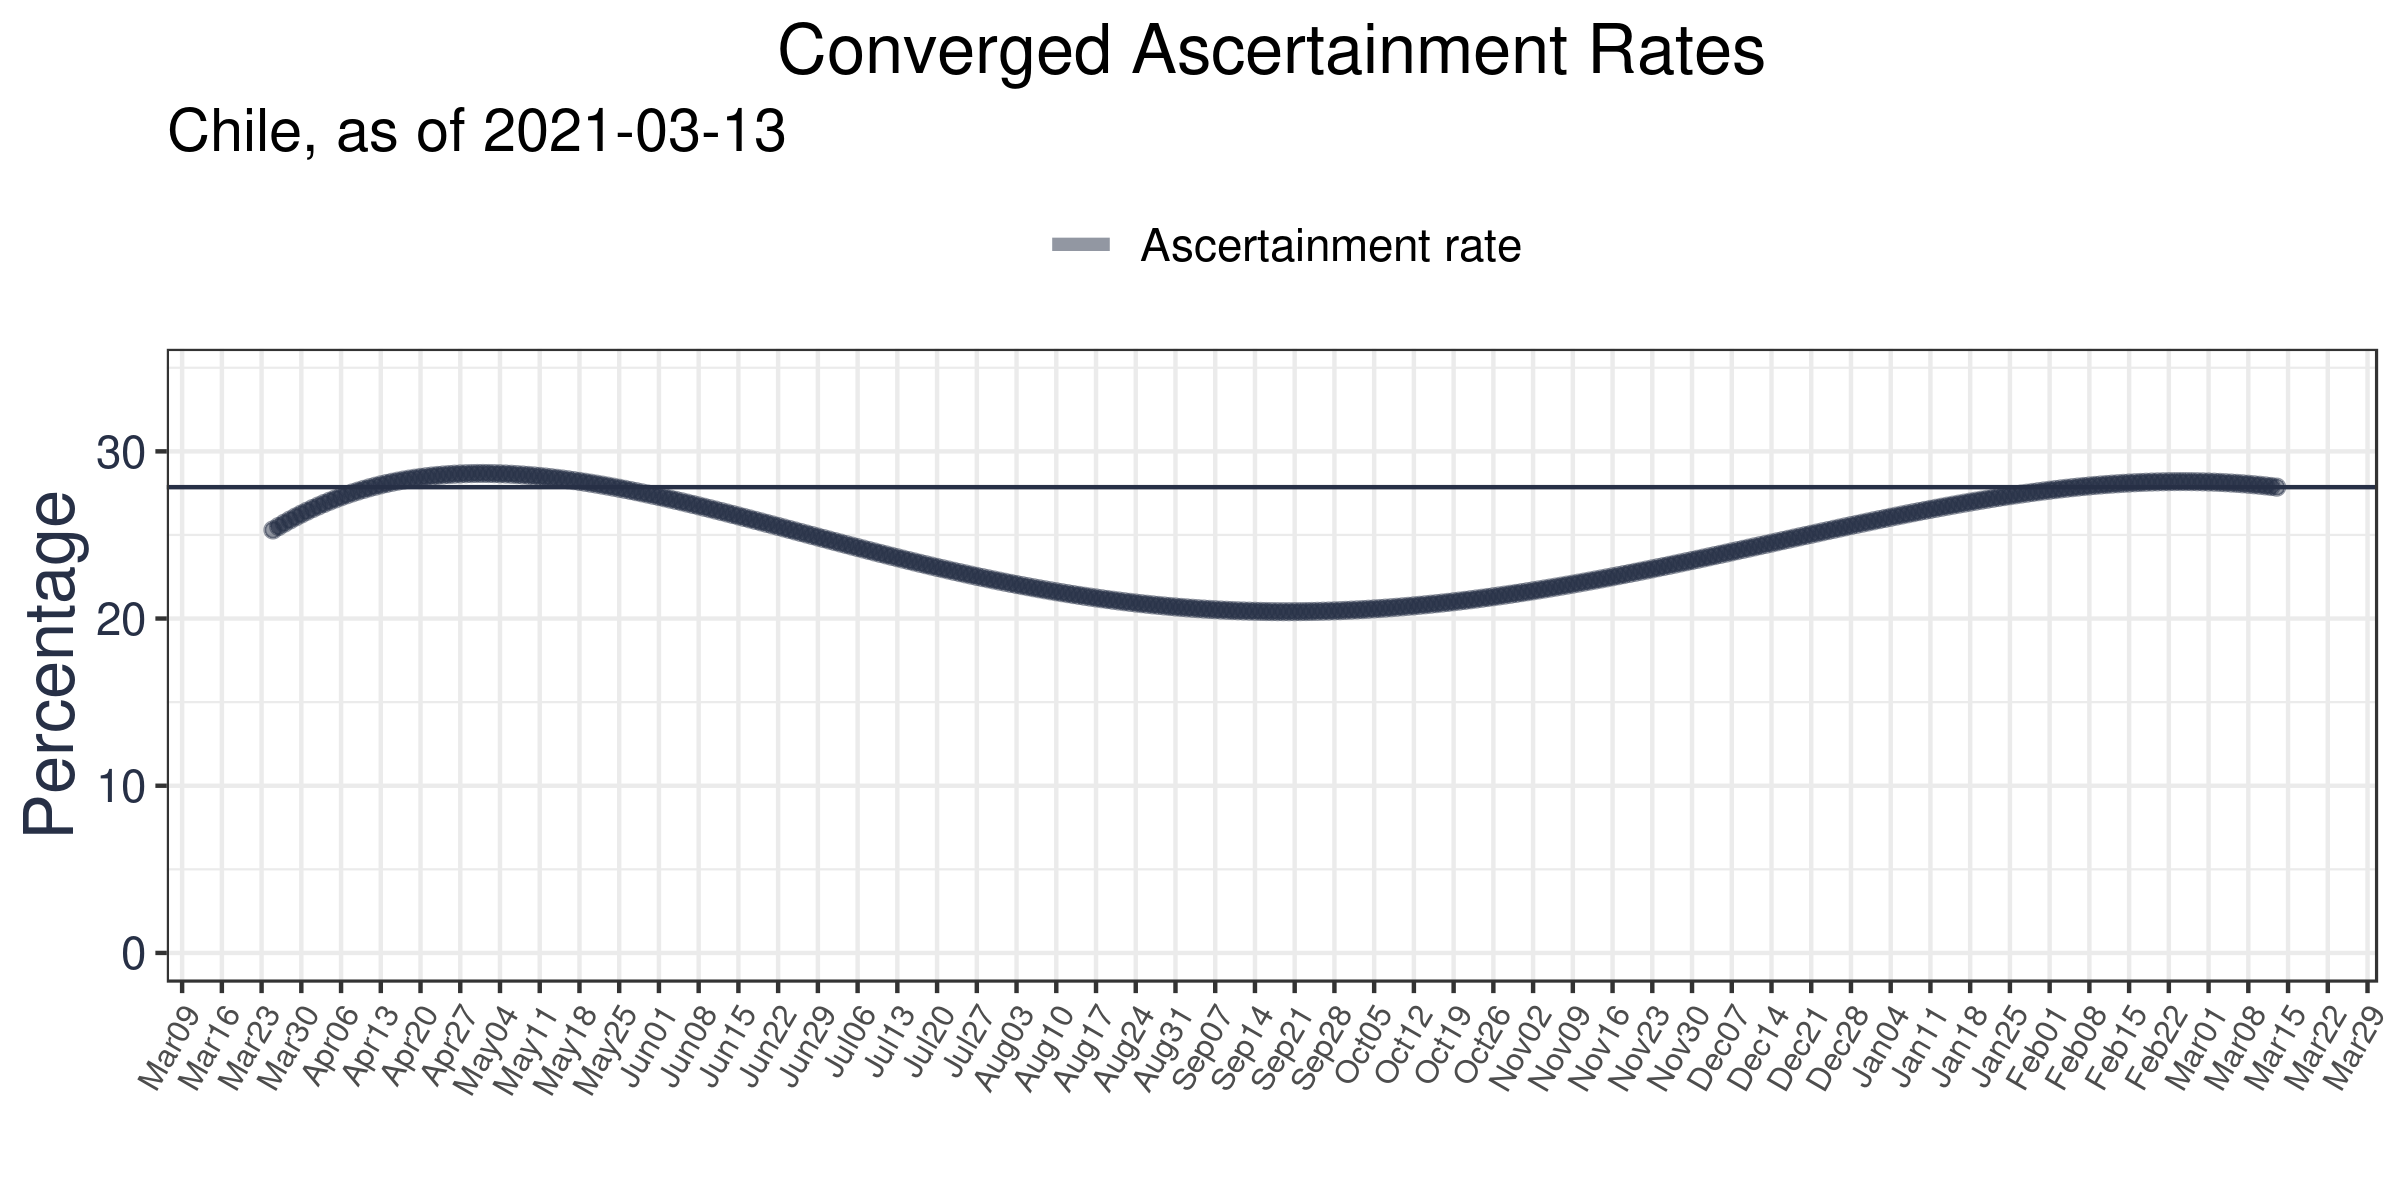 Converged Ascertainment Rates
Chile, as of 2021-03-13
Ascertainment rate
Percentage
30
20
10
0
Mar09 Mar16 Mar23 Mar30 Apr06 Apr13 Apr20 Apr27 May04 May11 May18 May25 Jun01 Jun08 Jun15 Jun22 Jun29 Jul06 Jul13 Jul20 Jul27 Aug03 Aug10 Aug17 Aug24 Aug31 Sep07 Sep14 Sep21 Sep28 Oct05 Oct12 Oct19 Oct26 Nov02 Nov09 Nov16 Nov23 Nov30 Dec07 Dec14 Dec21 Dec28 Jan04 Jan11 Jan18 Jan25 Feb01 Feb08 Feb15 Feb22 Mar01 Mar08 Mar15 Mar22 Mar29